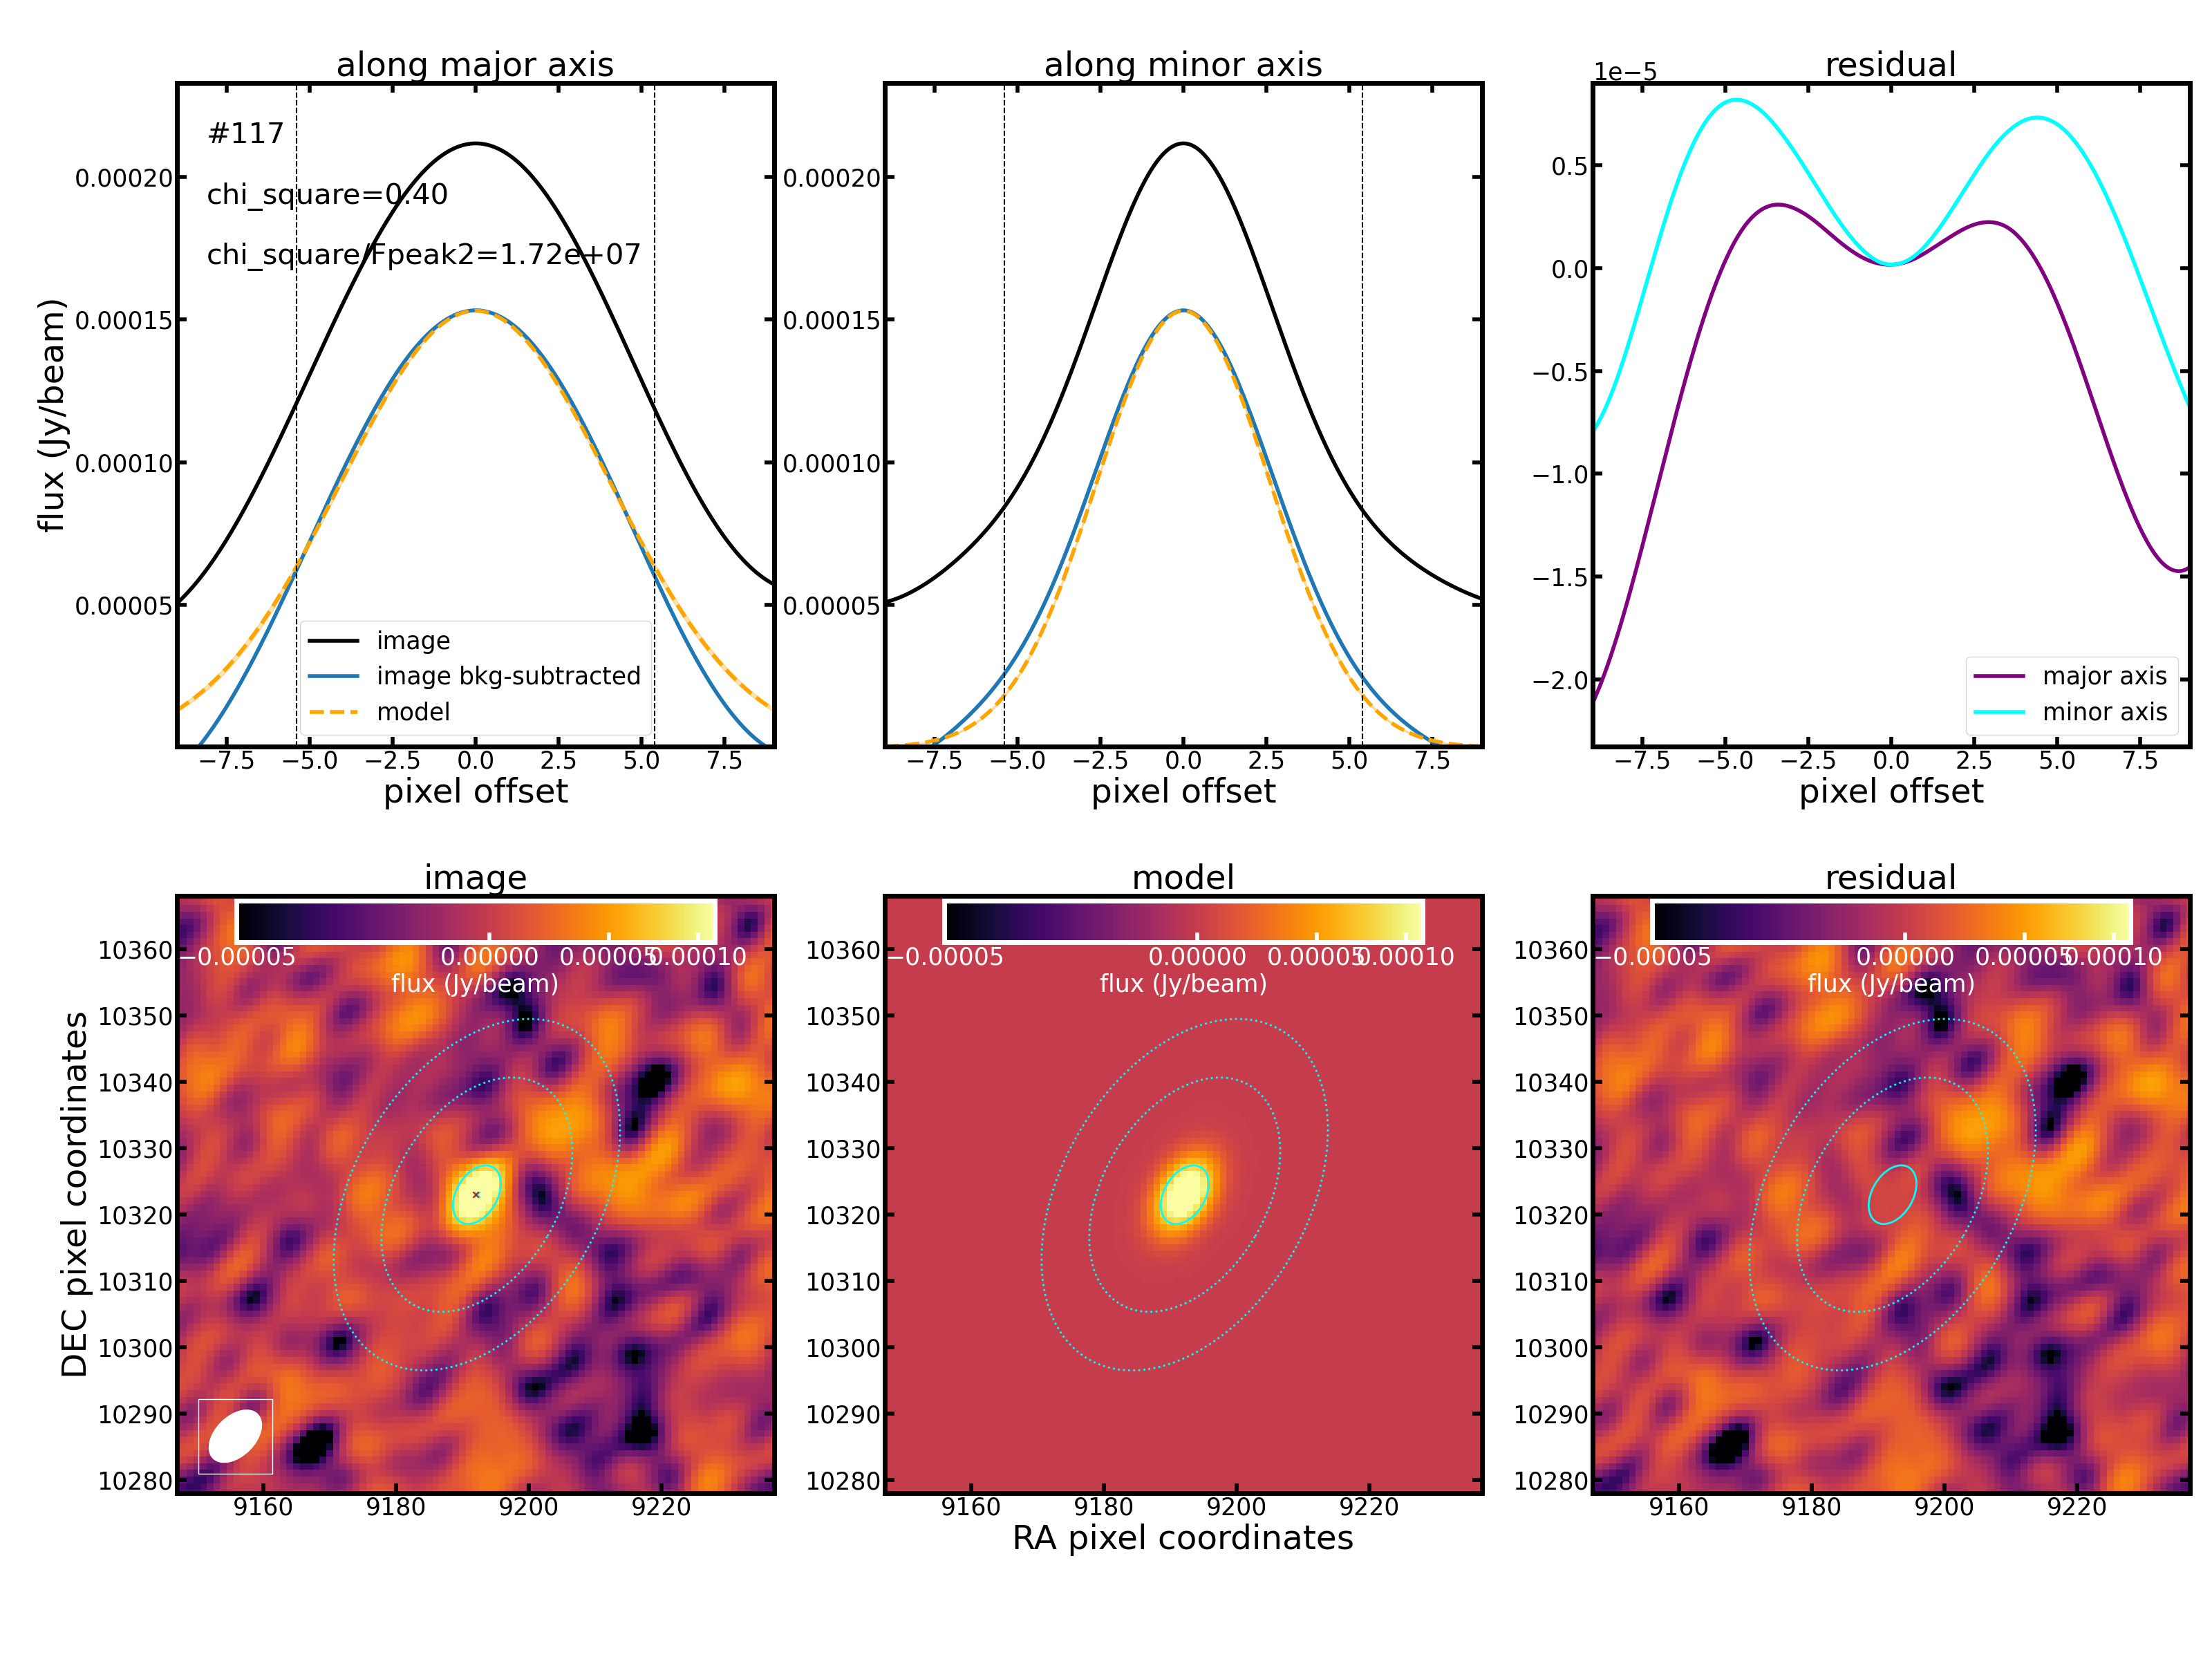 along major axis
along minor axis
residual
1e−5
#117
chi_square=0.40
chi_square/Fpeak2=1.72e+07
flux (Jy/beam)
0.00020
0.00015
0.00010
0.00005
image
image bkg-subtracted
model
−7.5 −5.0 −2.5 0.0 2.5 5.0 7.5
pixel offset
0.00020
0.00015
0.00010
0.00005
−7.5 −5.0 −2.5 0.0 2.5 5.0 7.5
pixel offset
0.5
0.0
−0.5
−1.0
−1.5
−2.0
major axis
minor axis
−7.5 −5.0 −2.5 0.0 2.5 5.0 7.5
pixel offset
image
−0.00005 0.00000 0.00005 0.00010
flux (Jy/beam)
DEC pixel coordinates
10360
10350
10340
10330
10320
10310
10300
10290
10280
9160 9180 9200 9220
model
−0.00005 0.00000 0.00005 0.00010
flux (Jy/beam)
10360
10350
10340
10330
10320
10310
10300
10290
10280
9160 9180 9200 9220
RA pixel coordinates
residual
−0.00005 0.00000 0.00005 0.00010
flux (Jy/beam)
10360
10350
10340
10330
10320
10310
10300
10290
10280
9160 9180 9200 9220